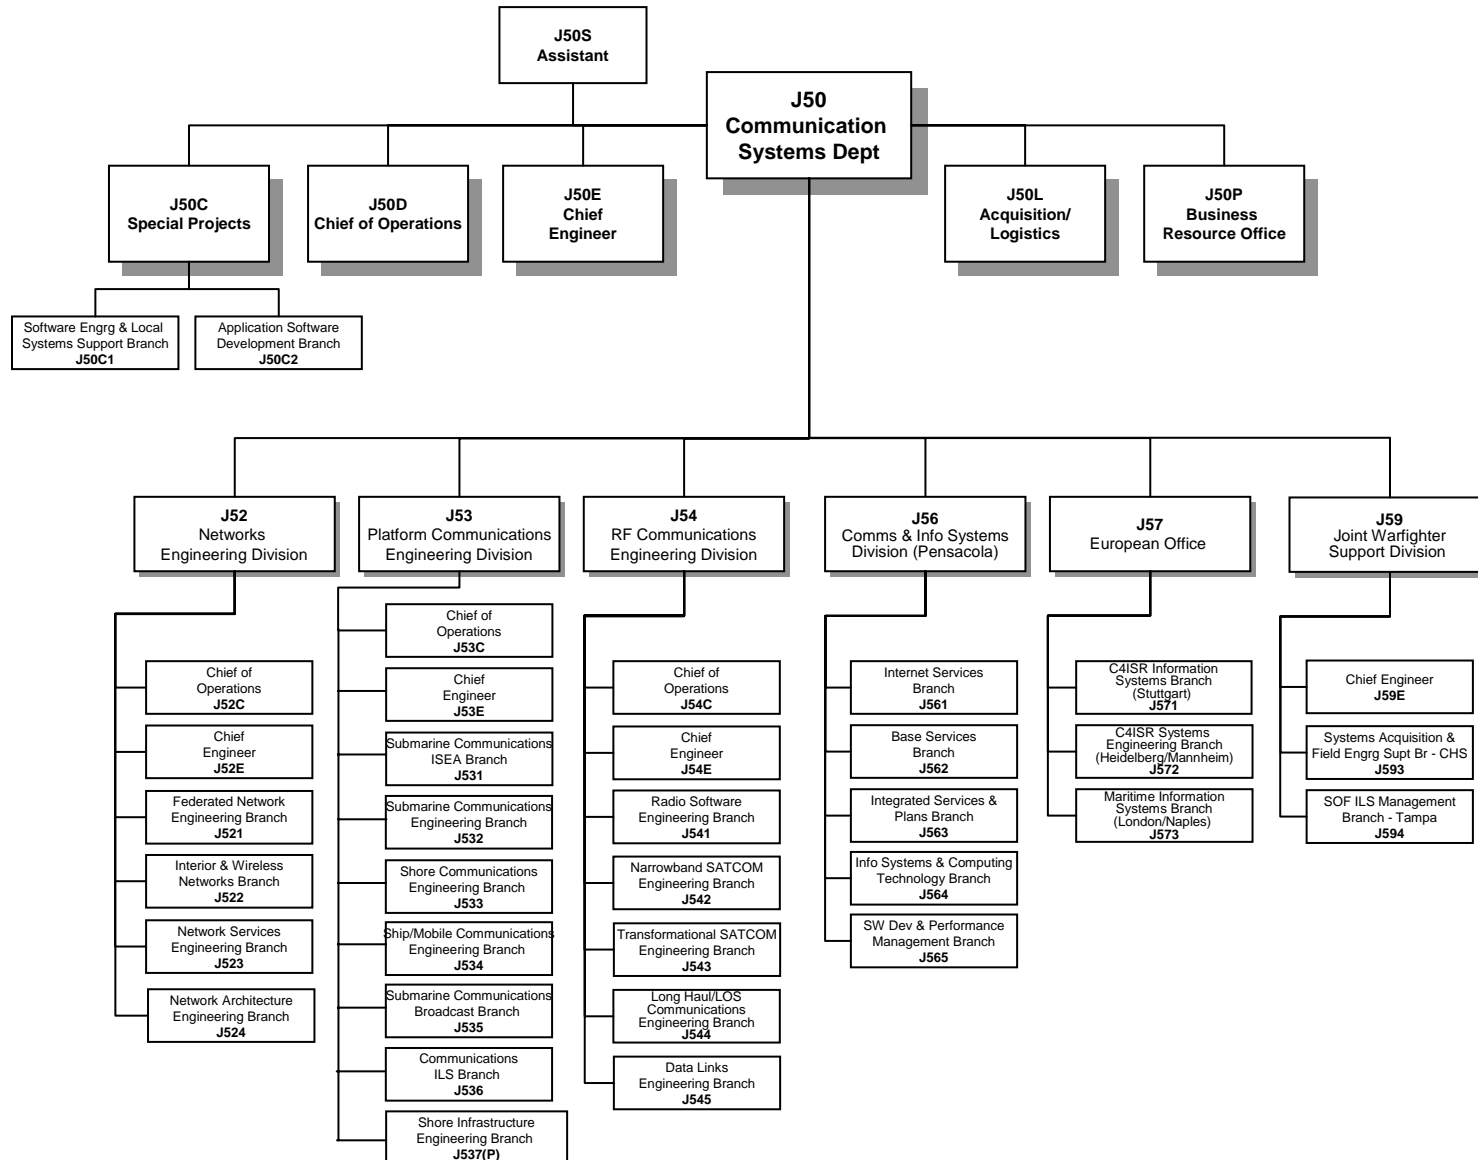 J50S
Assistant
J50
Communication
Systems Dept
J50C
Special Projects
J50D
Chief of Operations
J50E
Chief
Engineer
J50L
Acquisition/
Logistics
J50P
Business
Resource Office
Software Engrg & Local
Systems Support Branch
J50C1
Application Software
Development Branch
J50C2
J52
Networks
Engineering Division
J53
Platform Communications
Engineering Division
J54
RF Communications
Engineering Division
J56
Comms & Info Systems
Division (Pensacola)
J57
European Office
J59
Joint Warfighter
Support Division
Chief of
Operations
J52C
Chief
Engineer
J52E
Federated Network
Engineering Branch
J521
Interior & Wireless
Networks Branch
J522
Network Services
Engineering Branch
J523
Network Architecture
Engineering Branch
J524
Chief of
Operations
J53C
Chief
Engineer
J53E
Submarine Communications
ISEA Branch
J531
Submarine Communications
Engineering Branch
J532
Shore Communications
Engineering Branch
J533
Ship/Mobile Communications
Engineering Branch
J534
Submarine Communications
Broadcast Branch
J535
Communications
ILS Branch
J536
Shore Infrastructure
Engineering Branch
J537(P)
Chief of
Operations
J54C
Chief
Engineer
J54E
Radio Software
Engineering Branch
J541
Narrowband SATCOM
Engineering Branch
J542
Transformational SATCOM
Engineering Branch
J543
Long Haul/LOS
Communications
Engineering Branch
J544
Data Links
Engineering Branch
J545
Internet Services
Branch
J561
Base Services
Branch
J562
Integrated Services &
Plans Branch
J563
Info Systems & Computing
Technology Branch
J564
SW Dev & Performance
Management Branch
J565
C4ISR Information
Systems Branch
(Stuttgart)
J571
C4ISR Systems
Engineering Branch
(Heidelberg/Mannheim)
J572
Maritime Information
Systems Branch
(London/Naples)
J573
Chief Engineer
J59E
Systems Acquisition &
Field Engrg Supt Br - CHS
J593
SOF ILS Management
Branch - Tampa
J594